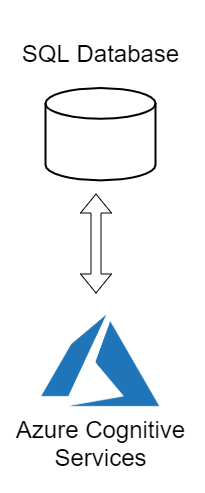 SQL Database
Azure Cognitive
Services